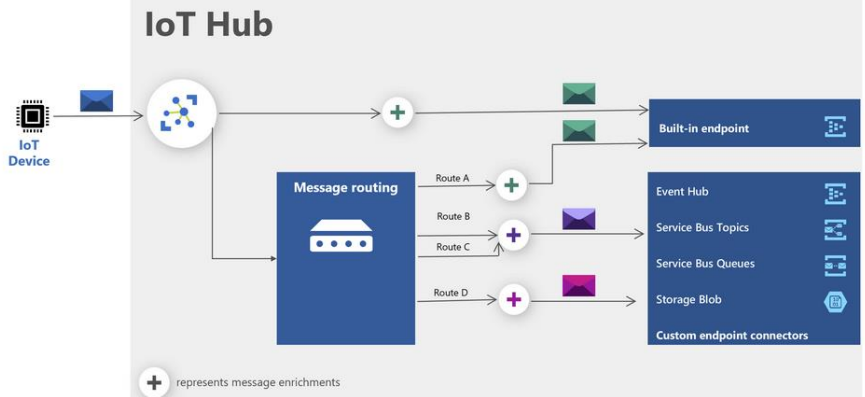 IoT Hub
IoT
Device
Built-in endpoint
Message routing
Route A
Route B
Route C
Route D
Event Hub
Service Bus Topics
Service Bus Queues
Storage Blob
Custom endpoint connectors
represents message enrichments